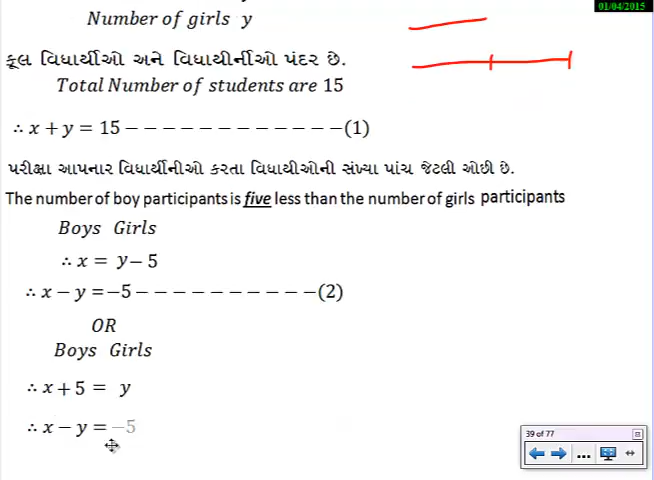 01/04/2015
Number of girls y
કૂલ વિધાર્થીઓ અને વિધાથીર્નીઓ પંદર છે.
Total Number of students are 15
∴ x + y = 15 − − − − − − − − − − − −(1)
પરીક્ષા આપનાર વિધાર્થીનીઓ કરતા વિધાથીઓની સંખ્યા પાંચ જેટલી ઓછી છે.
The number of boy participants is five less than the number of girls participants
Boys Girls
∴ x = y − 5
∴ x − y = −5 − − − − − − − − − −(2)
OR
Boys Girls
∴ x + 5 = y
∴ x − y = −5
39 of 77
...